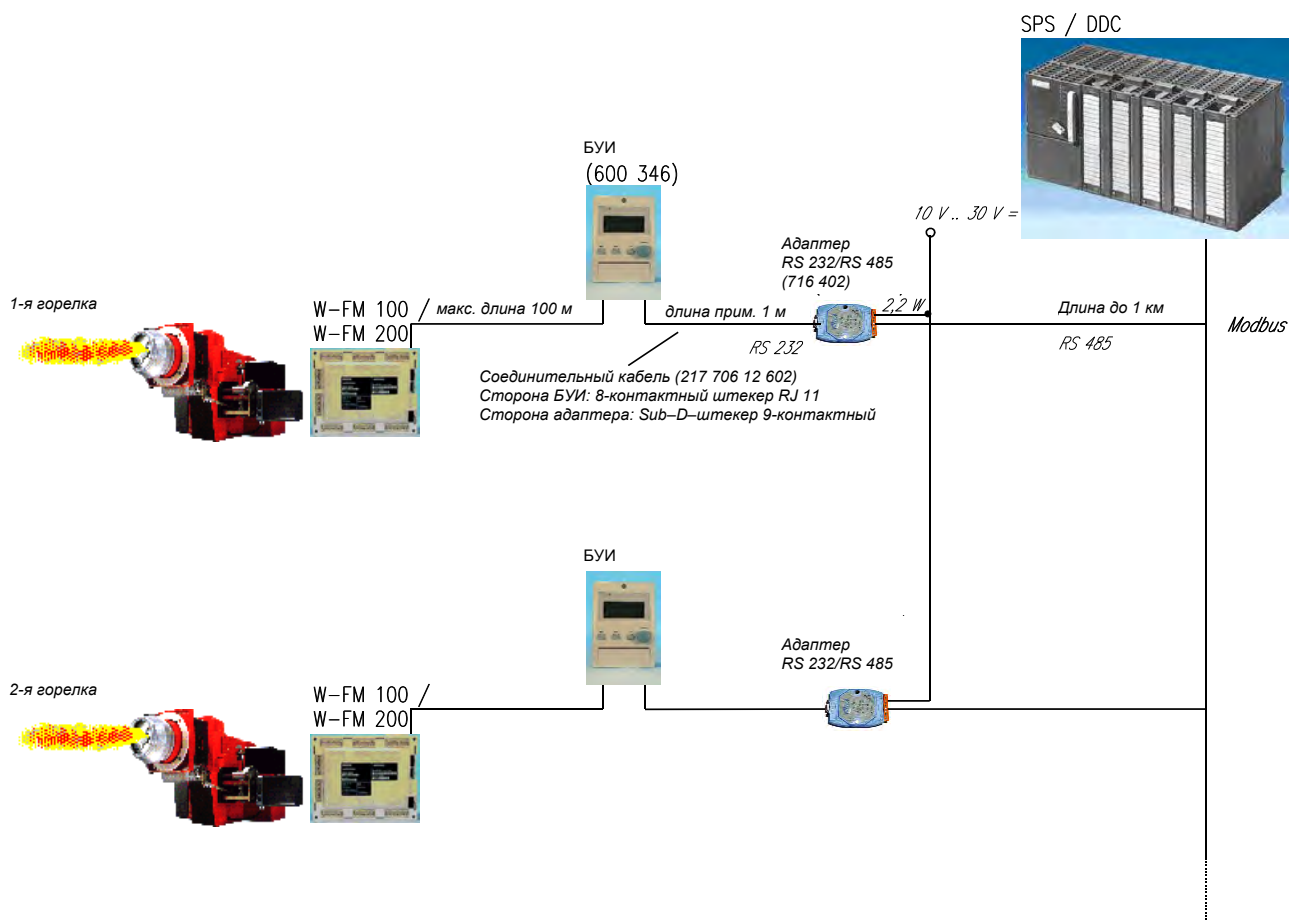 SPS / DDC
БУИ
(600 346)
10 V .. 30 V =
Адаптер
RS 232/RS 485
(716 402)
1-я горелка
W-FM 100 /
W-FM 200
макс. длина 100 м
длина прим. 1 м
2,2 W
Длина до 1 км
Modbus
RS 232
RS 485
Соединительный кабель (217 706 12 602)
Сторона БУИ: 8-контактный штекер RJ 11
Сторона адаптера: Sub–D–штекер 9-контактный
БУИ
Адаптер
RS 232/RS 485
2-я горелка
W-FM 100 /
W-FM 200